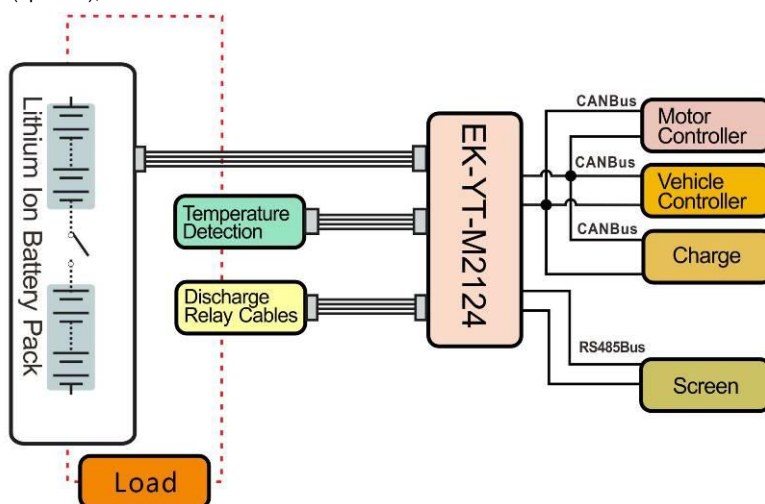 Lithium Ion Battery Pack
Temperature
Detection
Discharge
Relay Cables
Load
EK-YT-M2124
CANBus
Motor
Controller
CANBus
Vehicle
Controller
CANBus
Charge
RS485Bus
Screen